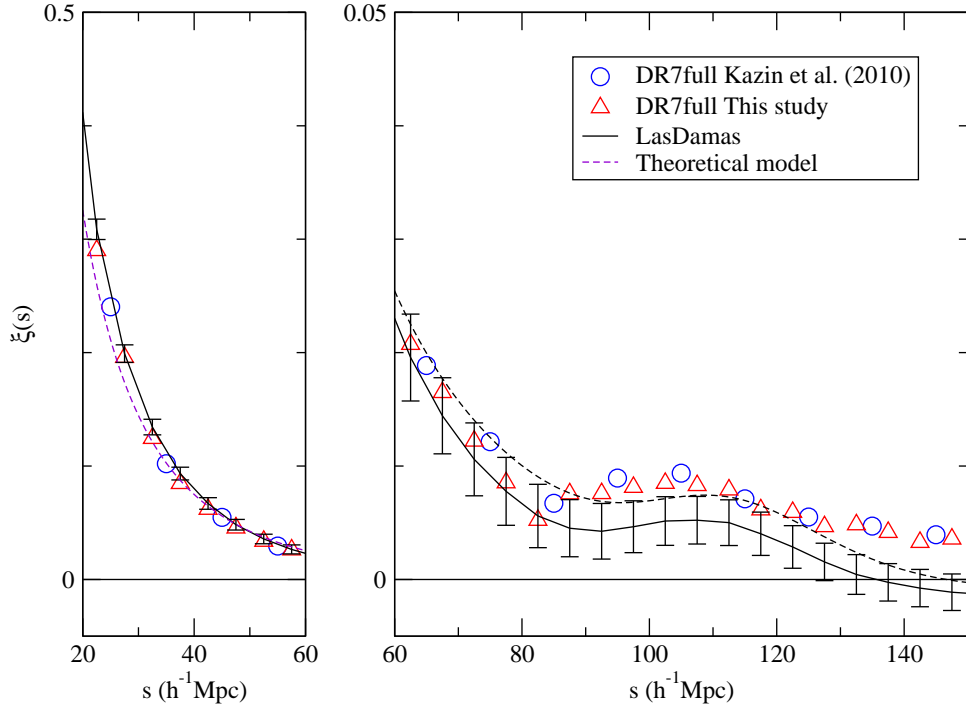 0.5
0
ξ(s)
20
40
60
s (h⁻¹Mpc)
0.05
0
60
80
100
120
140
s (h⁻¹Mpc)
DR7full Kazin et al. (2010)
DR7full This study
LasDamas
Theoretical model